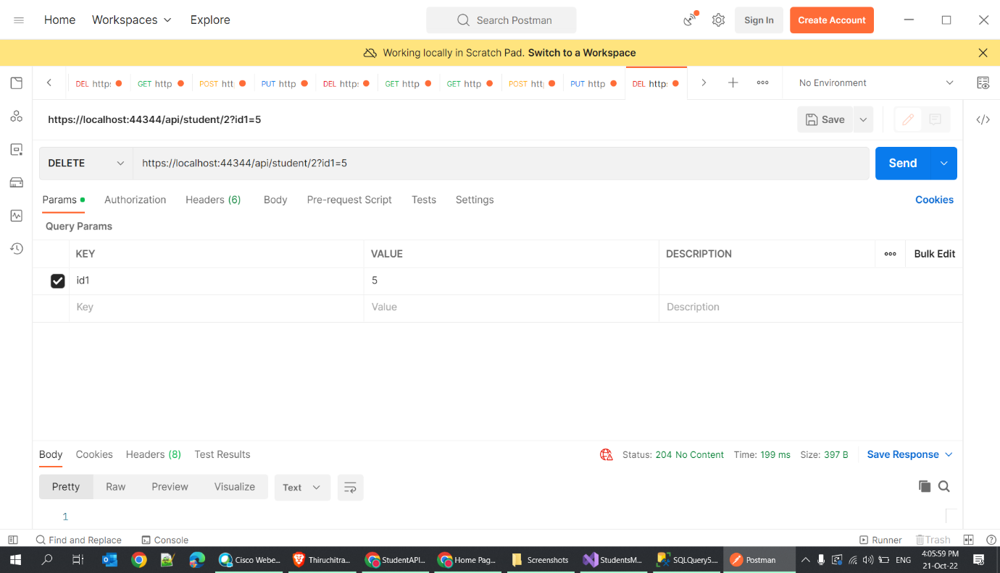 Home Workspaces Explore Search Postman Sign In Create Account
Working locally in Scratch Pad. Switch to a Workspace
DEL http: GET http POST htt PUT http DEL http: GET http GET http POST htt PUT http DEL http: No Environment
https://localhost:44344/api/student/2?id1=5 Save
DELETE https://localhost:44344/api/student/2?id1=5 Send
Params Authorization Headers (6) Body Pre-request Script Tests Settings Cookies
Query Params
KEY VALUE DESCRIPTION Bulk Edit
id1 5
Key Value Description
Body Cookies Headers (8) Test Results Status: 204 No Content Time: 199 ms Size: 397 B Save Response
Pretty Raw Preview Visualize Text
1
Find and Replace Console Runner Trash
Cisco Webe... Thiruchitra... StudentAPI... Home Pag... Screenshots StudentsM... SQLQuery5.... Postman ENG 4:05:59 PM
21-Oct-22